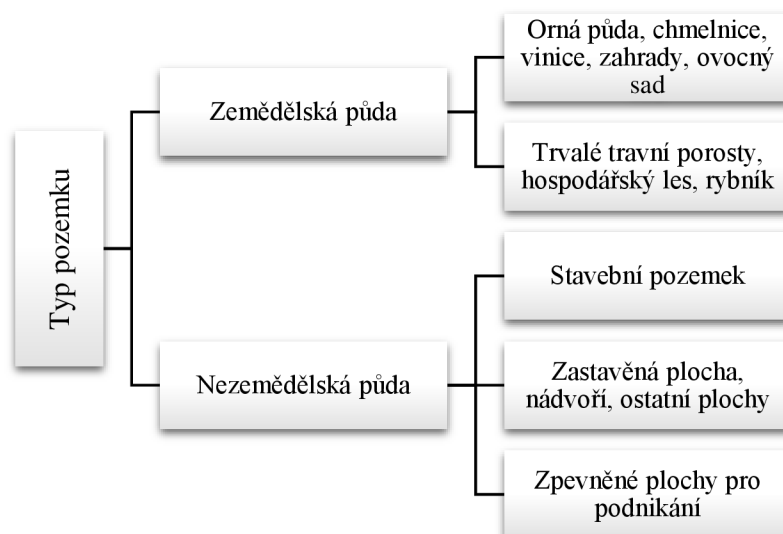 Typ pozemku
Zemědělská půda
Orná půda, chmelnice,
vinice, zahrady, ovocný
sad
Trvalé travní porosty,
hospodářský les, rybník
Nezemědělská půda
Stavební pozemek
Zastavěná plocha,
nádvoří, ostatní plochy
Zpevněné plochy pro
podnikání